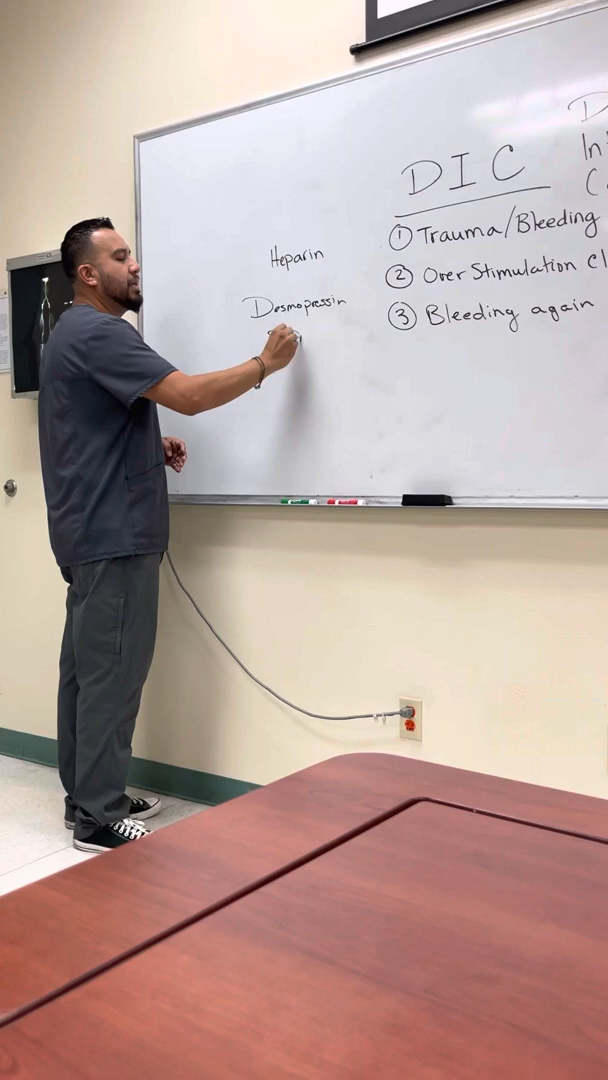 Heparin
Desmopressin
DIC
① Trauma/Bleeding
② Over Stimulation cl
③ Bleeding again
D
In
C